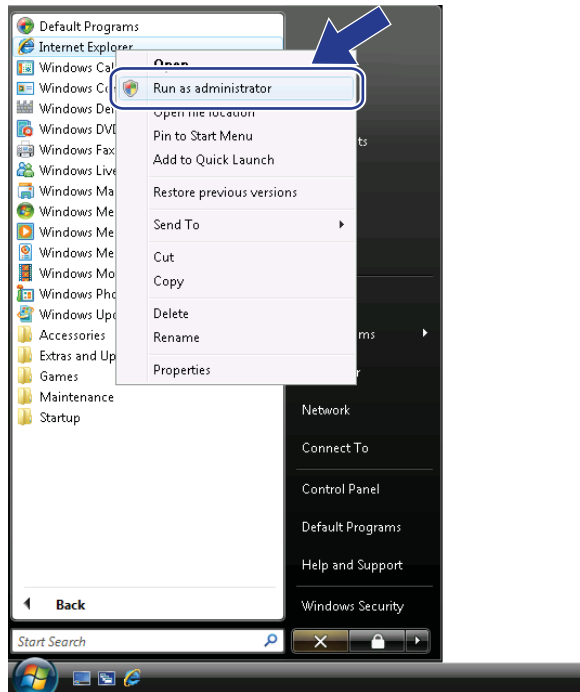 Default Programs
Internet Explorer
Windows Cal
Windows Co
Windows De
Windows DVD
Windows Fax
Windows Live
Windows Ma
Windows Me
Windows Me
Windows Me
Windows Mo
Windows Pho
Windows Upd
Accessories
Extras and Up
Games
Maintenance
Startup
Back
Start Search
Open
Run as administrator
Open file location
Pin to Start Menu
Add to Quick Launch
Restore previous versions
Send To
Cut
Copy
Delete
Rename
Properties
ts
ms
r
Network
Connect To
Control Panel
Default Programs
Help and Support
Windows Security